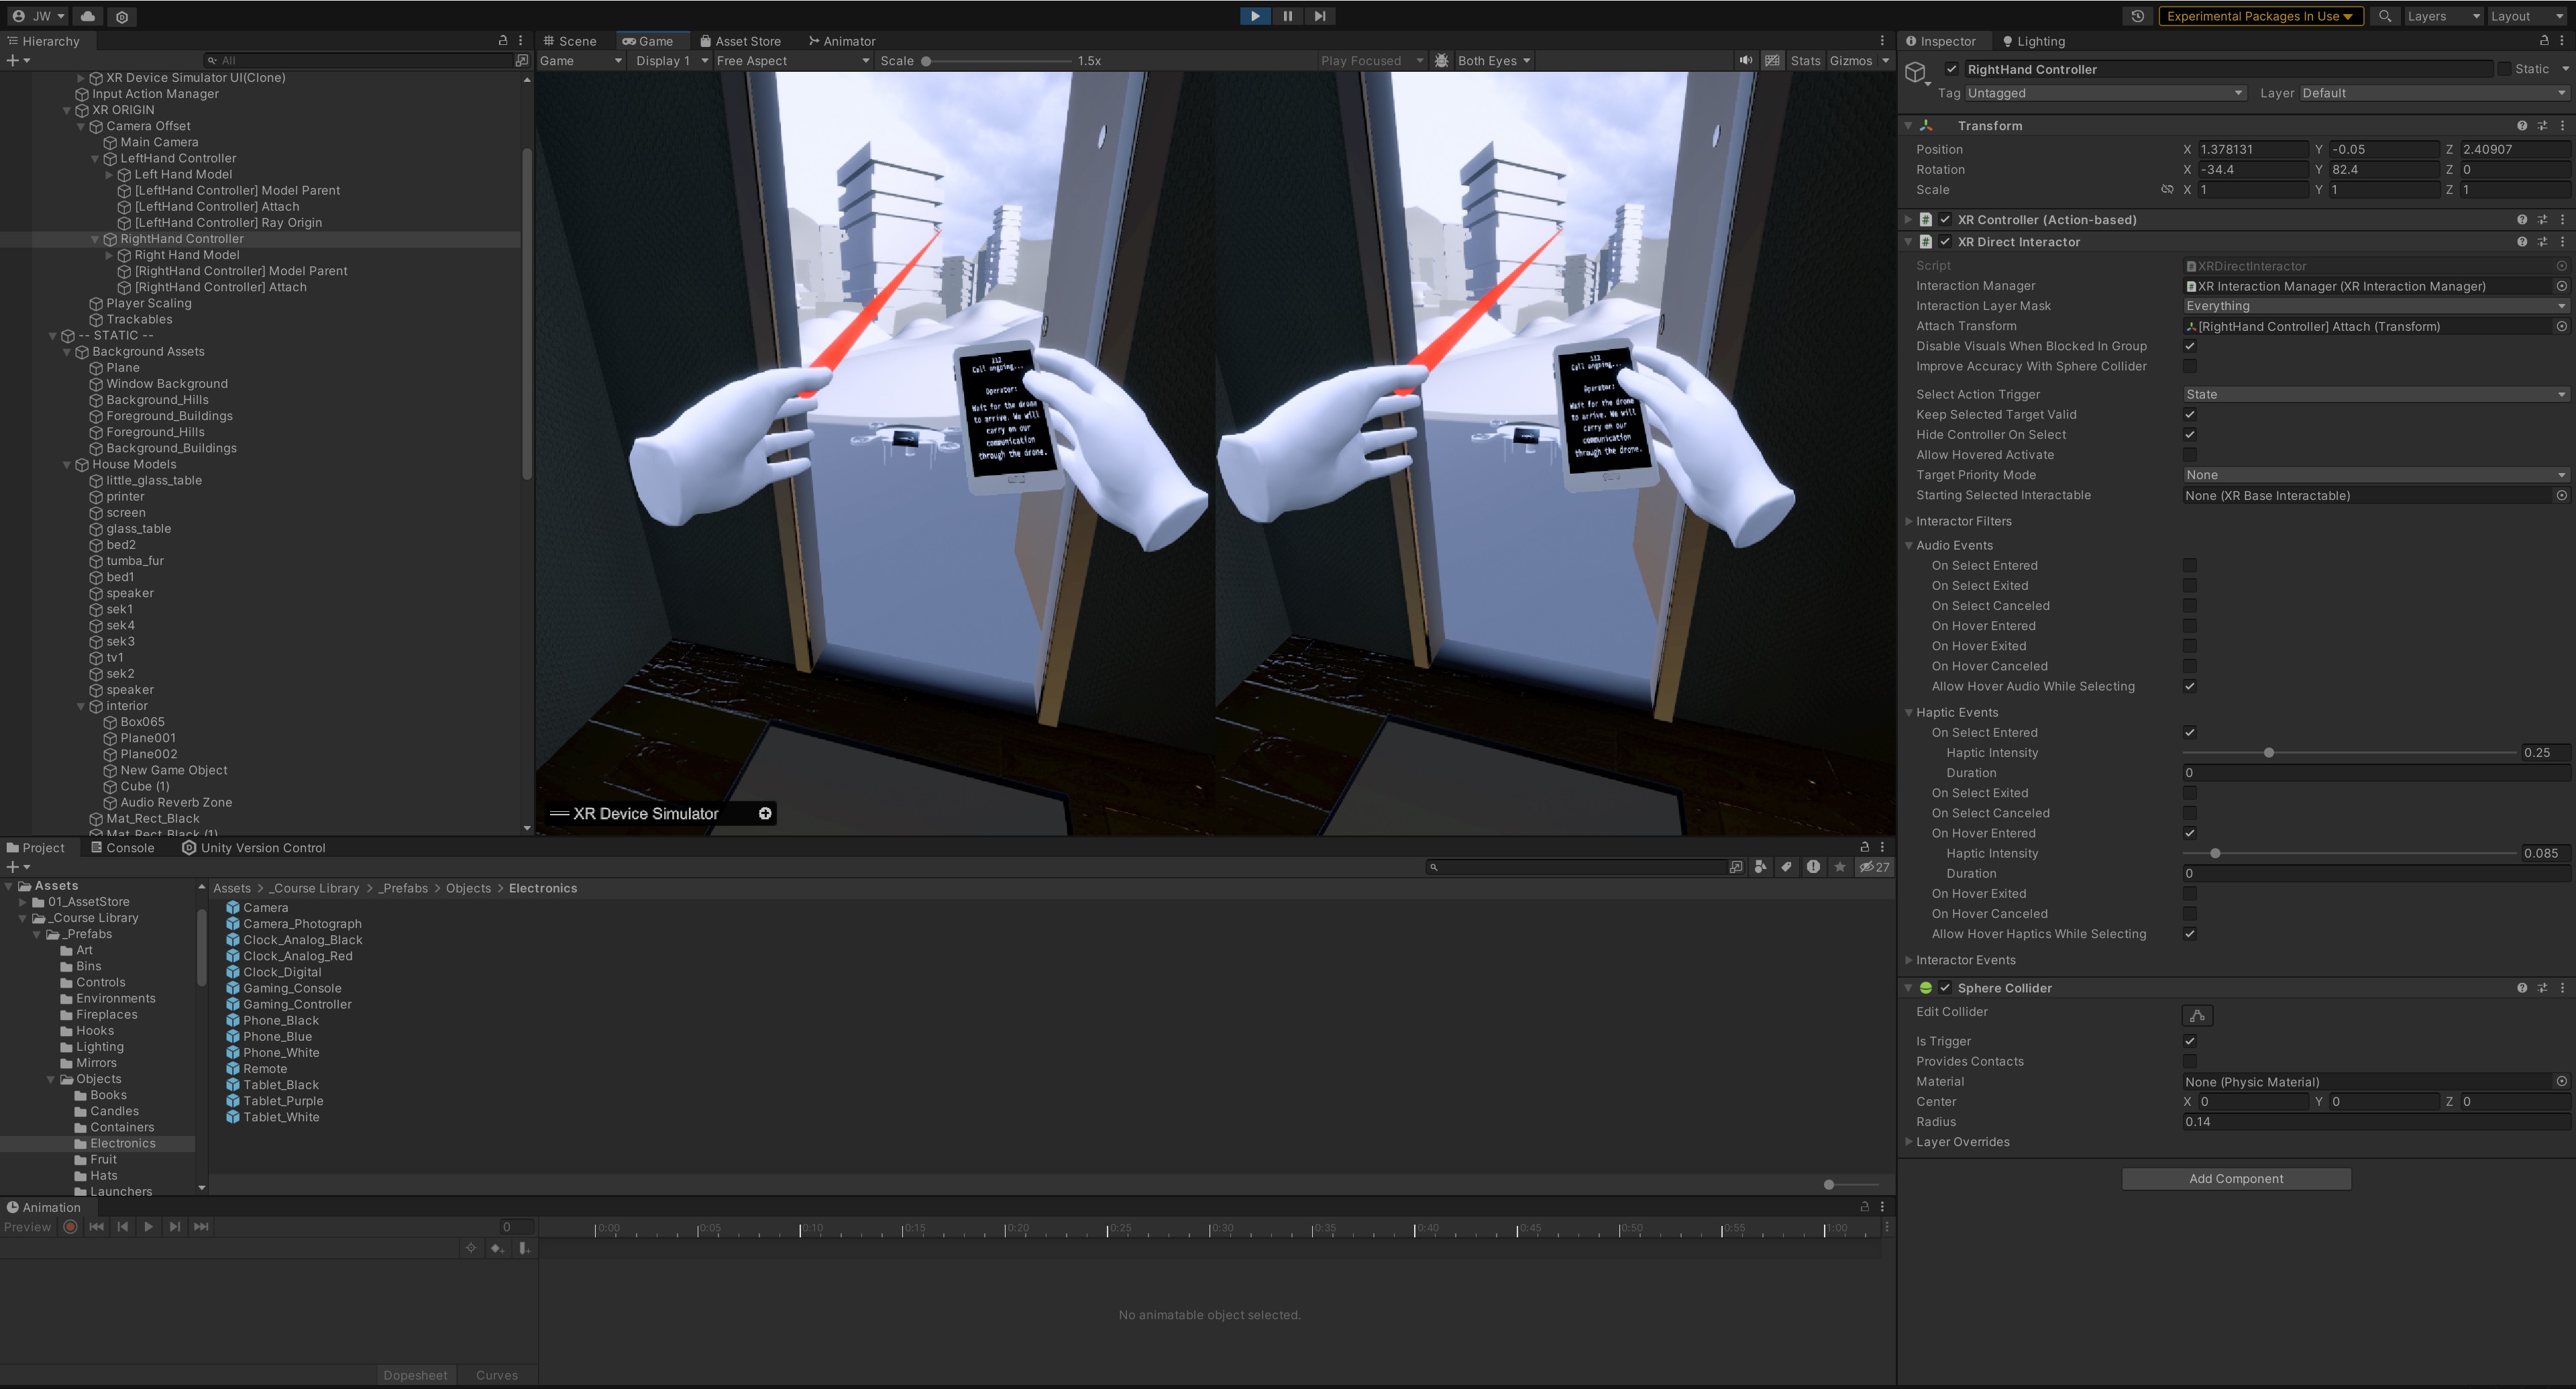 JW
Experimental Packages In Use
Layers
Layout
Hierarchy
All
XR Device Simulator UI(Clone)
Input Action Manager
XR ORIGIN
Camera Offset
Main Camera
LeftHand Controller
Left Hand Model
[LeftHand Controller] Model Parent
[LeftHand Controller] Attach
[LeftHand Controller] Ray Origin
RightHand Controller
Right Hand Model
[RightHand Controller] Model Parent
[RightHand Controller] Attach
Player Scaling
Trackables
-- STATIC --
Background Assets
Plane
Window Background
Background_Hills
Foreground_Buildings
Foreground_Hills
Background_Buildings
House Models
little_glass_table
printer
screen
glass_table
bed2
tumba_fur
bed1
speaker
sek1
sek4
sek3
tv1
sek2
speaker
interior
Box065
Plane001
Plane002
New Game Object
Cube (1)
Audio Reverb Zone
Mat_Rect_Black
Mat_Rect_Black (1)
Scene Game Asset Store Animator
Game Display 1 Free Aspect Scale 1.5x Play Focused Both Eyes Stats Gizmos
112
Call ongoing...
Operator:
Wait for the drone
to arrive. We will
carry on our
communication
through the drone.
112
Call ongoing...
Operator:
Wait for the drone
to arrive. We will
carry on our
communication
through the drone.
XR Device Simulator
Inspector Lighting
RightHand Controller Static
Tag Untagged Layer Default
Transform
Position X 1.378131 Y -0.05 Z 2.40907
Rotation X -34.4 Y 82.4 Z 0
Scale X 1 Y 1 Z 1
XR Controller (Action-based)
XR Direct Interactor
Script XRDirectInteractor
Interaction Manager XR Interaction Manager (XR Interaction Manager)
Interaction Layer Mask Everything
Attach Transform [RightHand Controller] Attach (Transform)
Disable Visuals When Blocked In Group
Improve Accuracy With Sphere Collider
Select Action Trigger State
Keep Selected Target Valid
Hide Controller On Select
Allow Hovered Activate
Target Priority Mode None
Starting Selected Interactable None (XR Base Interactable)
Interactor Filters
Audio Events
On Select Entered
On Select Exited
On Select Canceled
On Hover Entered
On Hover Exited
On Hover Canceled
Allow Hover Audio While Selecting
Haptic Events
On Select Entered
Haptic Intensity 0.25
Duration 0
On Select Exited
On Select Canceled
On Hover Entered
Haptic Intensity 0.085
Duration 0
On Hover Exited
On Hover Canceled
Allow Hover Haptics While Selecting
Interactor Events
Sphere Collider
Edit Collider
Is Trigger
Provides Contacts
Material None (Physic Material)
Center X 0 Y 0 Z 0
Radius 0.14
Layer Overrides
Add Component
Project Console Unity Version Control
27
Assets
01_AssetStore
_Course Library
_Prefabs
Art
Bins
Controls
Environments
Fireplaces
Hooks
Lighting
Mirrors
Objects
Books
Candles
Containers
Electronics
Fruit
Hats
Launchers
Assets > _Course Library > _Prefabs > Objects > Electronics
Camera
Camera_Photograph
Clock_Analog_Black
Clock_Analog_Red
Clock_Digital
Gaming_Console
Gaming_Controller
Phone_Black
Phone_Blue
Phone_White
Remote
Tablet_Black
Tablet_Purple
Tablet_White
Animation
Preview 0
0:00 0:05 0:10 0:15 0:20 0:25 0:30 0:35 0:40 0:45 0:50 0:55 1:00
No animatable object selected.
Dopesheet Curves